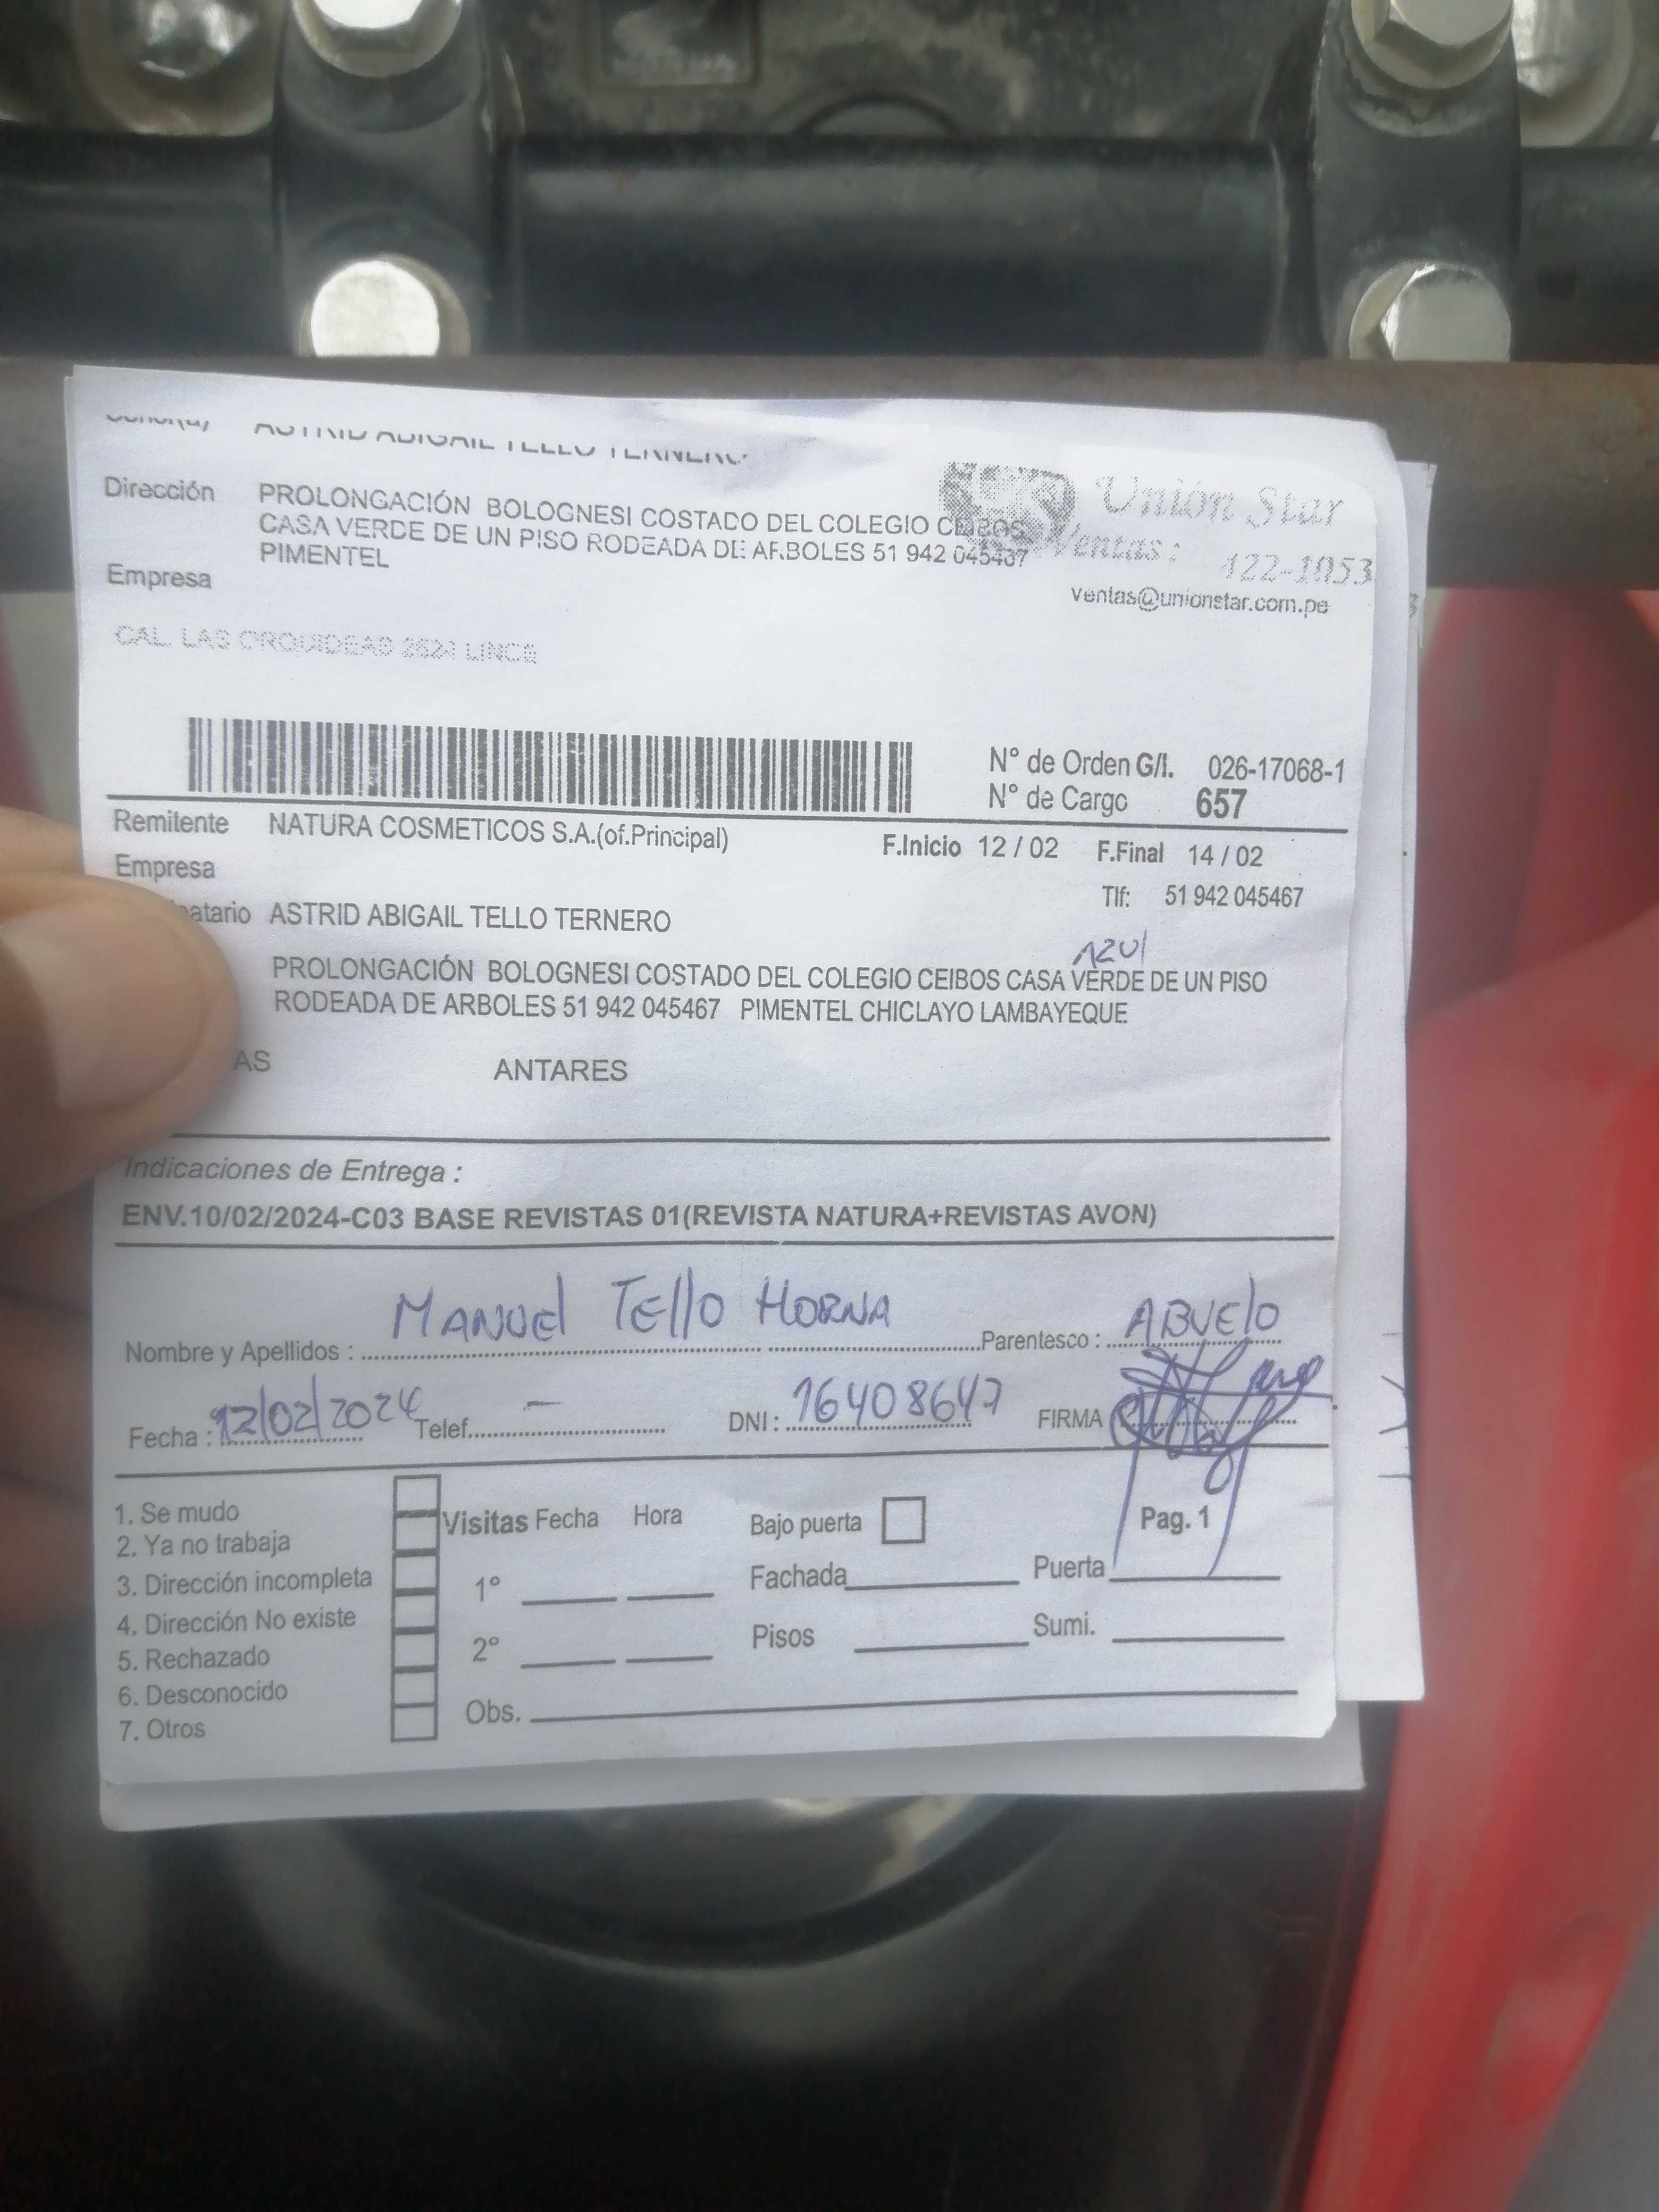 Señor(a) ASTRID ABIGAIL TELLO TERNERO
Dirección PROLONGACIÓN BOLOGNESI COSTADO DEL COLEGIO CEIBOS
CASA VERDE DE UN PISO RODEADA DE ARBOLES 51 942 045467
PIMENTEL
Unión Star
Ventas: 422-1053
ventas@unionstar.com.pe
Empresa
CAL. LAS ORQUIDEAS LINCE
Nº de Orden G/I. 026-17068-1
Nº de Cargo 657
Remitente NATURA COSMETICOS S.A.(of.Principal) F.Inicio 12 / 02 F.Final 14 / 02
Empresa
Tlf: 51 942 045467
natario ASTRID ABIGAIL TELLO TERNERO
AZUl
PROLONGACIÓN BOLOGNESI COSTADO DEL COLEGIO CEIBOS CASA VERDE DE UN PISO
RODEADA DE ARBOLES 51 942 045467 PIMENTEL CHICLAYO LAMBAYEQUE
AS ANTARES
Indicaciones de Entrega :
ENV.10/02/2024-C03 BASE REVISTAS 01(REVISTA NATURA+REVISTAS AVON)
Nombre y Apellidos : MANUEl TEllO HORNA Parentesco : ABUElO
Fecha : 12/02/2024 Telef. – DNI : 16408647 FIRMA
1. Se mudo
2. Ya no trabaja
3. Dirección incompleta
4. Dirección No existe
5. Rechazado
6. Desconocido
7. Otros
Visitas Fecha Hora
1º
2º
Obs.
Bajo puerta
Pag. 1
Fachada Puerta
Pisos Sumi.